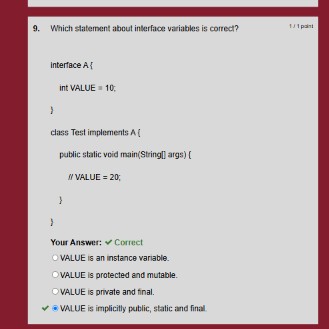 9. Which statement about interface variables is correct?
1 / 1 point
interface A {
int VALUE = 10;
}
class Test implements A {
public static void main(String[] args) {
// VALUE = 20;
}
}
Your Answer: ✔ Correct
VALUE is an instance variable.
VALUE is protected and mutable.
VALUE is private and final.
VALUE is implicitly public, static and final.